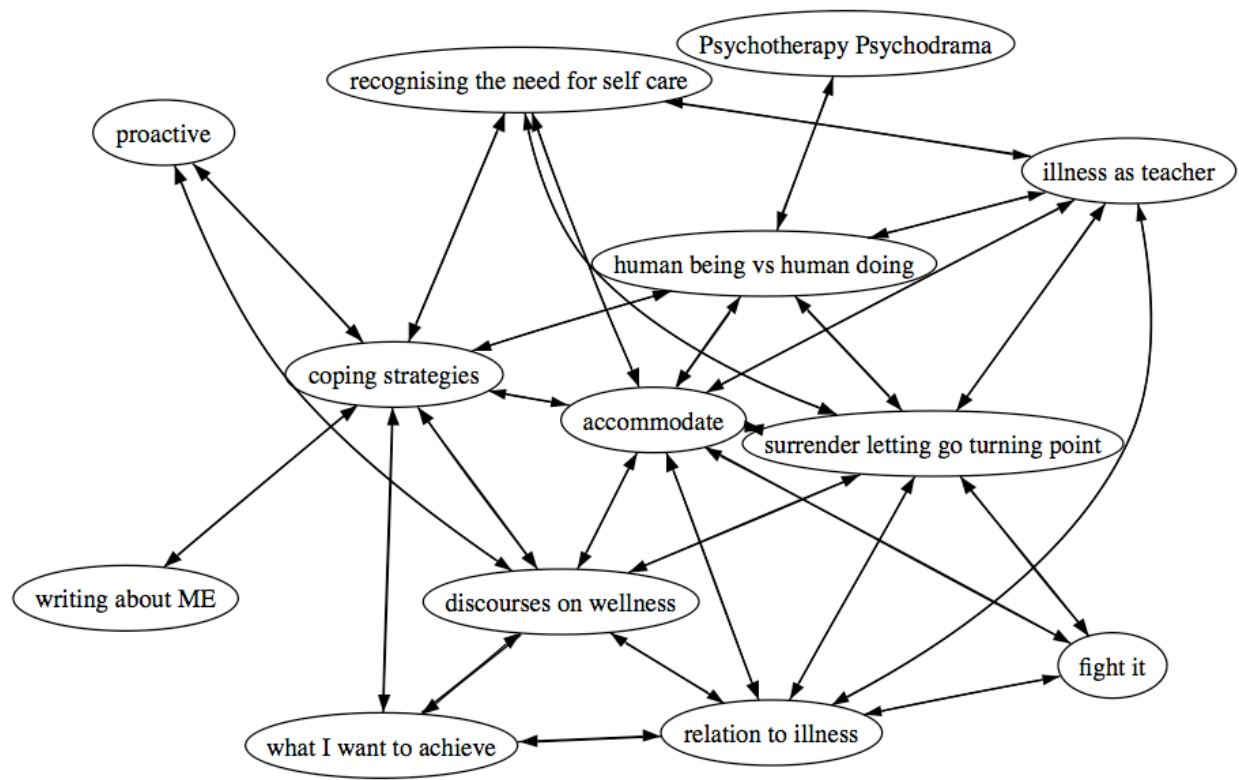 Psychotherapy Psychodrama
recognising the need for self care
proactive
illness as teacher
human being vs human doing
coping strategies
accommodate
surrender letting go turning point
writing about ME
discourses on wellness
fight it
what I want to achieve
relation to illness